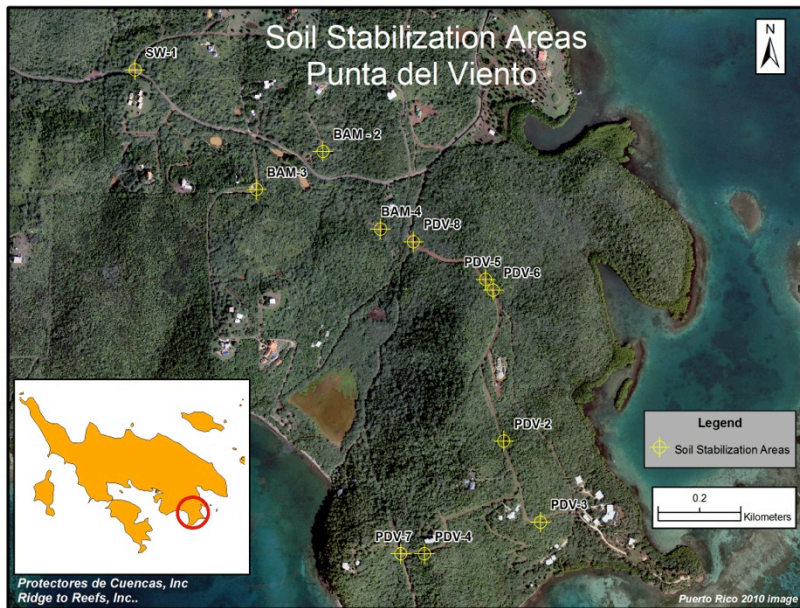 Soil Stabilization Areas
Punta del Viento
N
SW-1
BAM - 2
BAM-3
BAM-4
PDV-8
PDV-5
PDV-6
PDV-2
PDV-3
PDV-7
PDV-4
Legend
Soil Stabilization Areas
0.2
Kilometers
Protectores de Cuencas, Inc
Ridge to Reefs, Inc..
Puerto Rico 2010 image